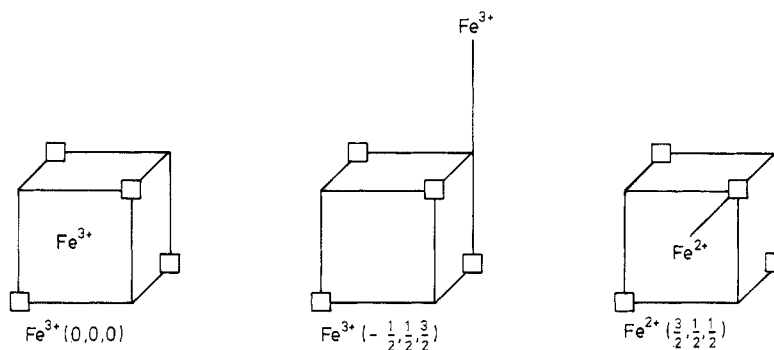 Fe³⁺
Fe³⁺
Fe²⁺
Fe³⁺(0,0,0)
Fe³⁺(-½,½,3/2)
Fe²⁺(3/2,½,½)